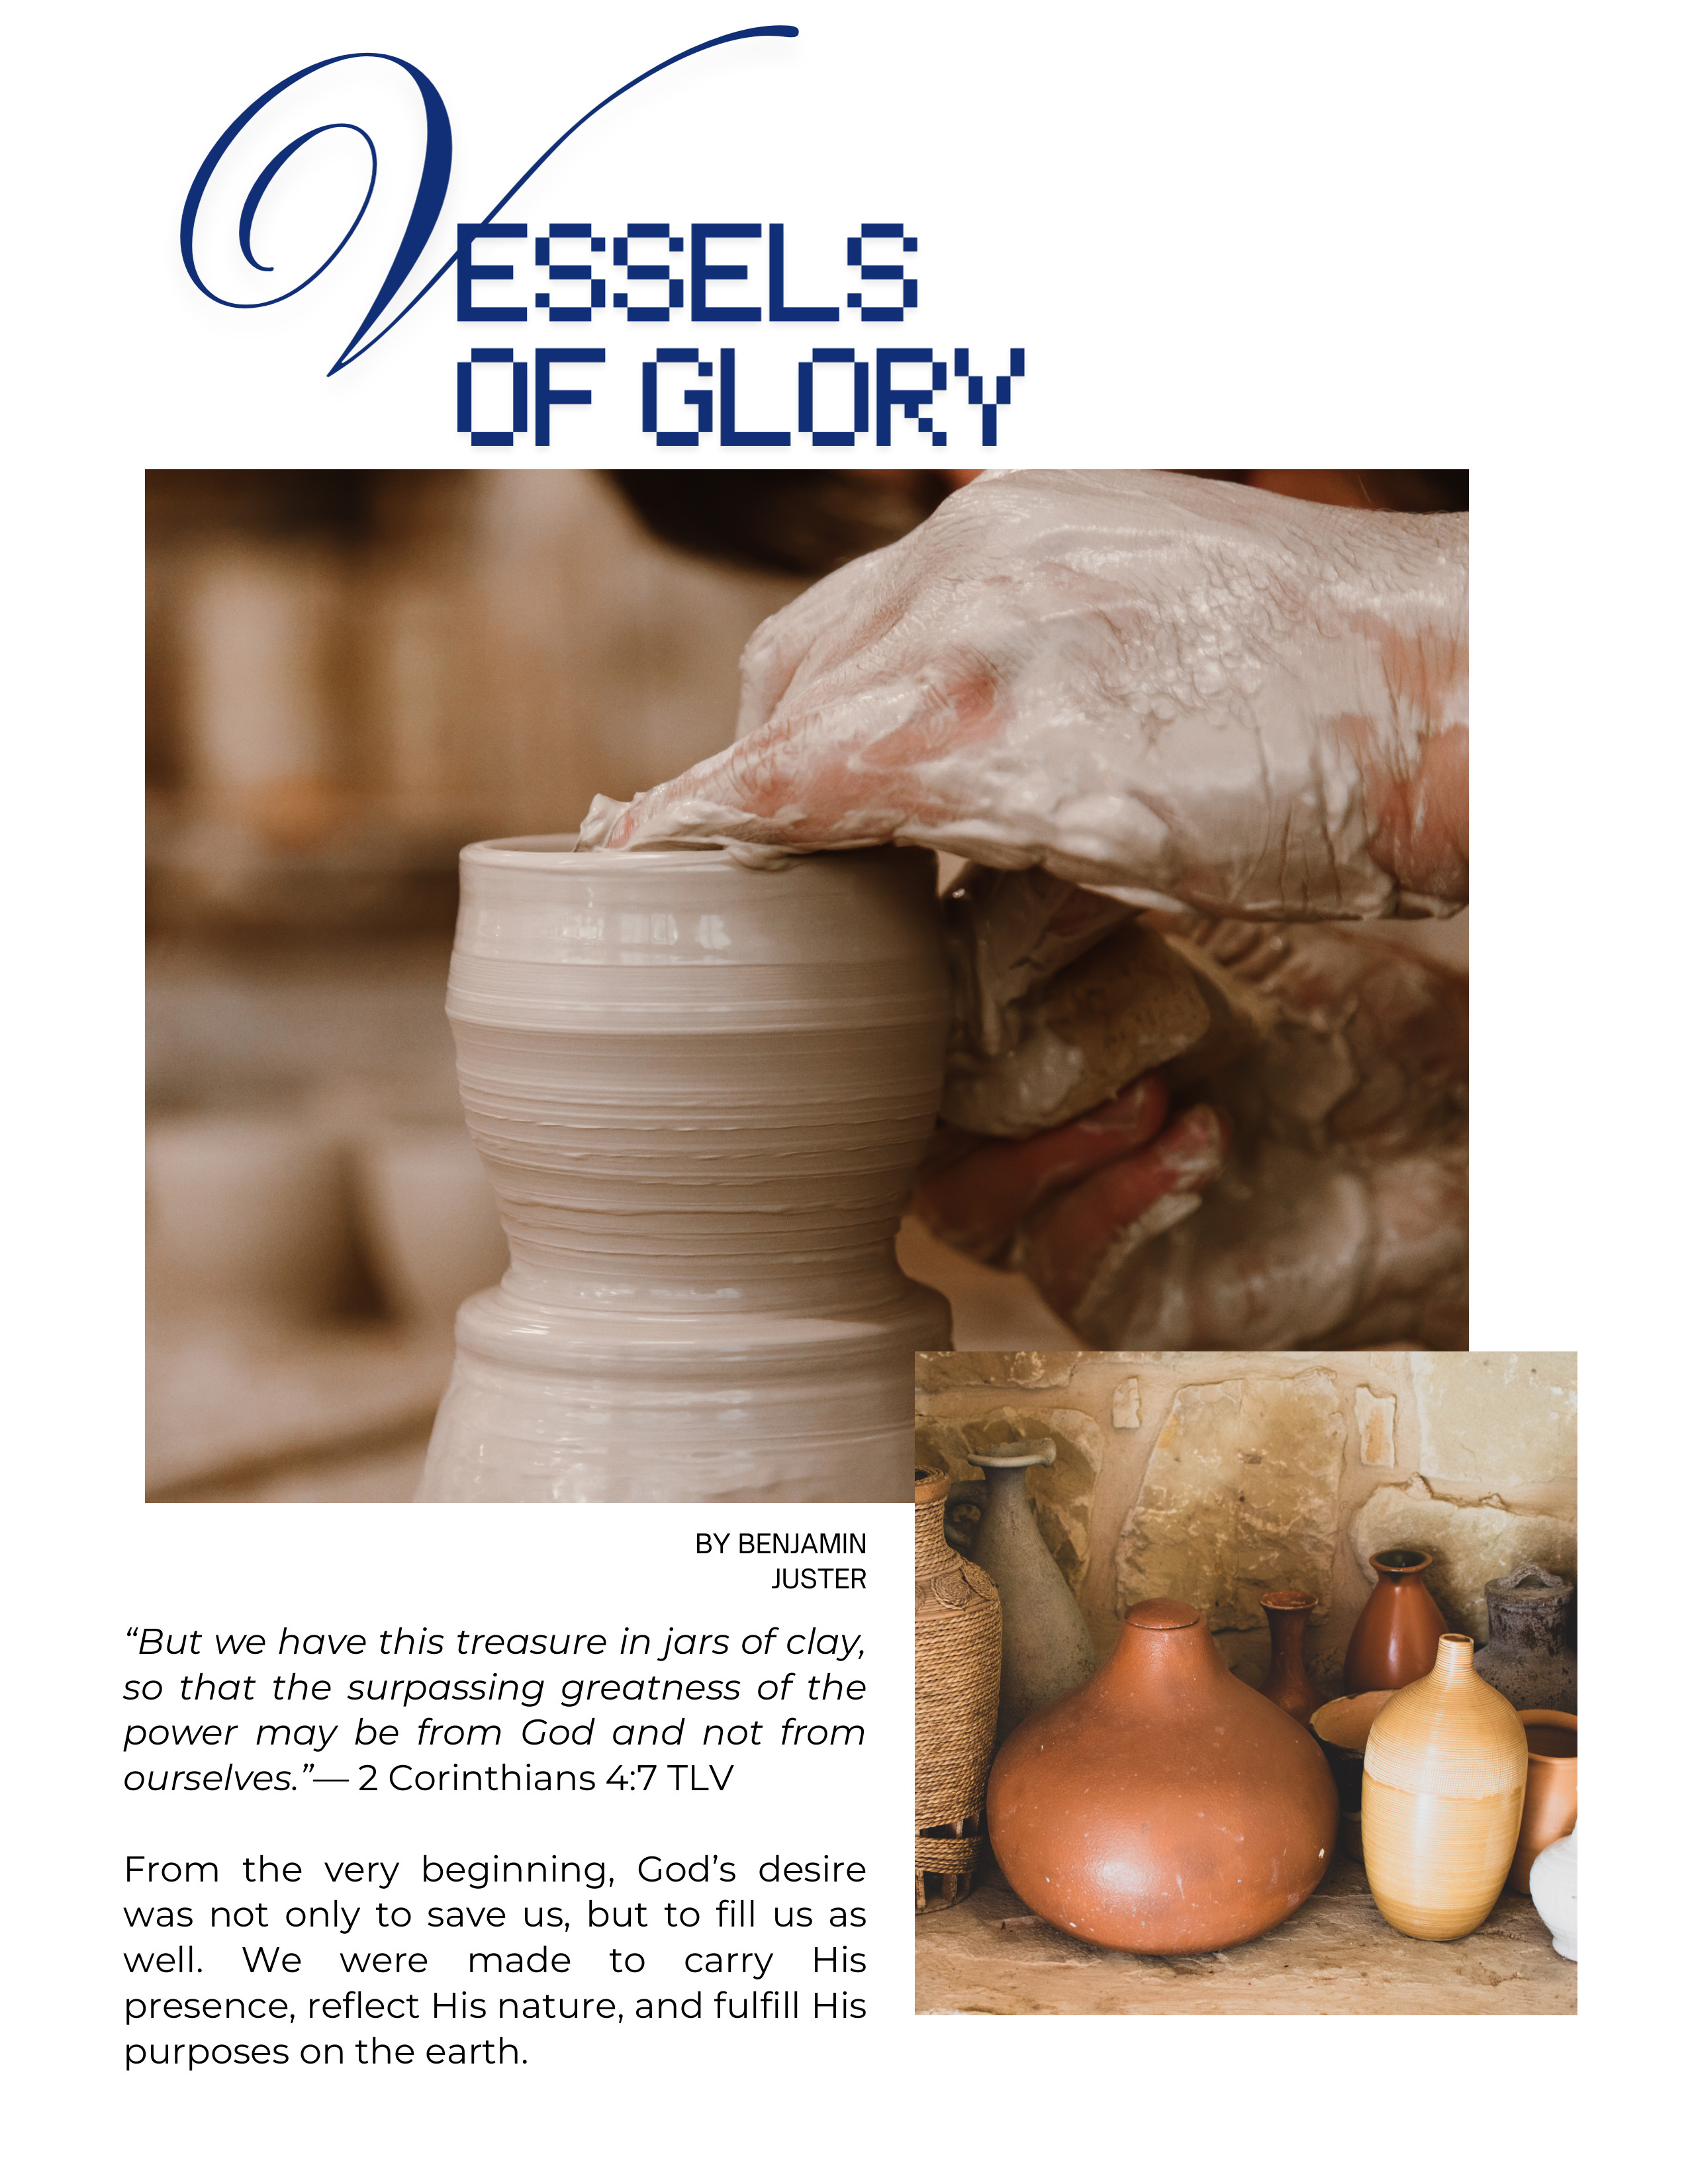 VESSELS
OF GLORY
BY BENJAMIN
JUSTER
“But we have this treasure in jars of clay,
so that the surpassing greatness of the
power may be from God and not from
ourselves.”— 2 Corinthians 4:7 TLV
From the very beginning, God’s desire
was not only to save us, but to fill us as
well. We were made to carry His
presence, reflect His nature, and fulfill His
purposes on the earth.